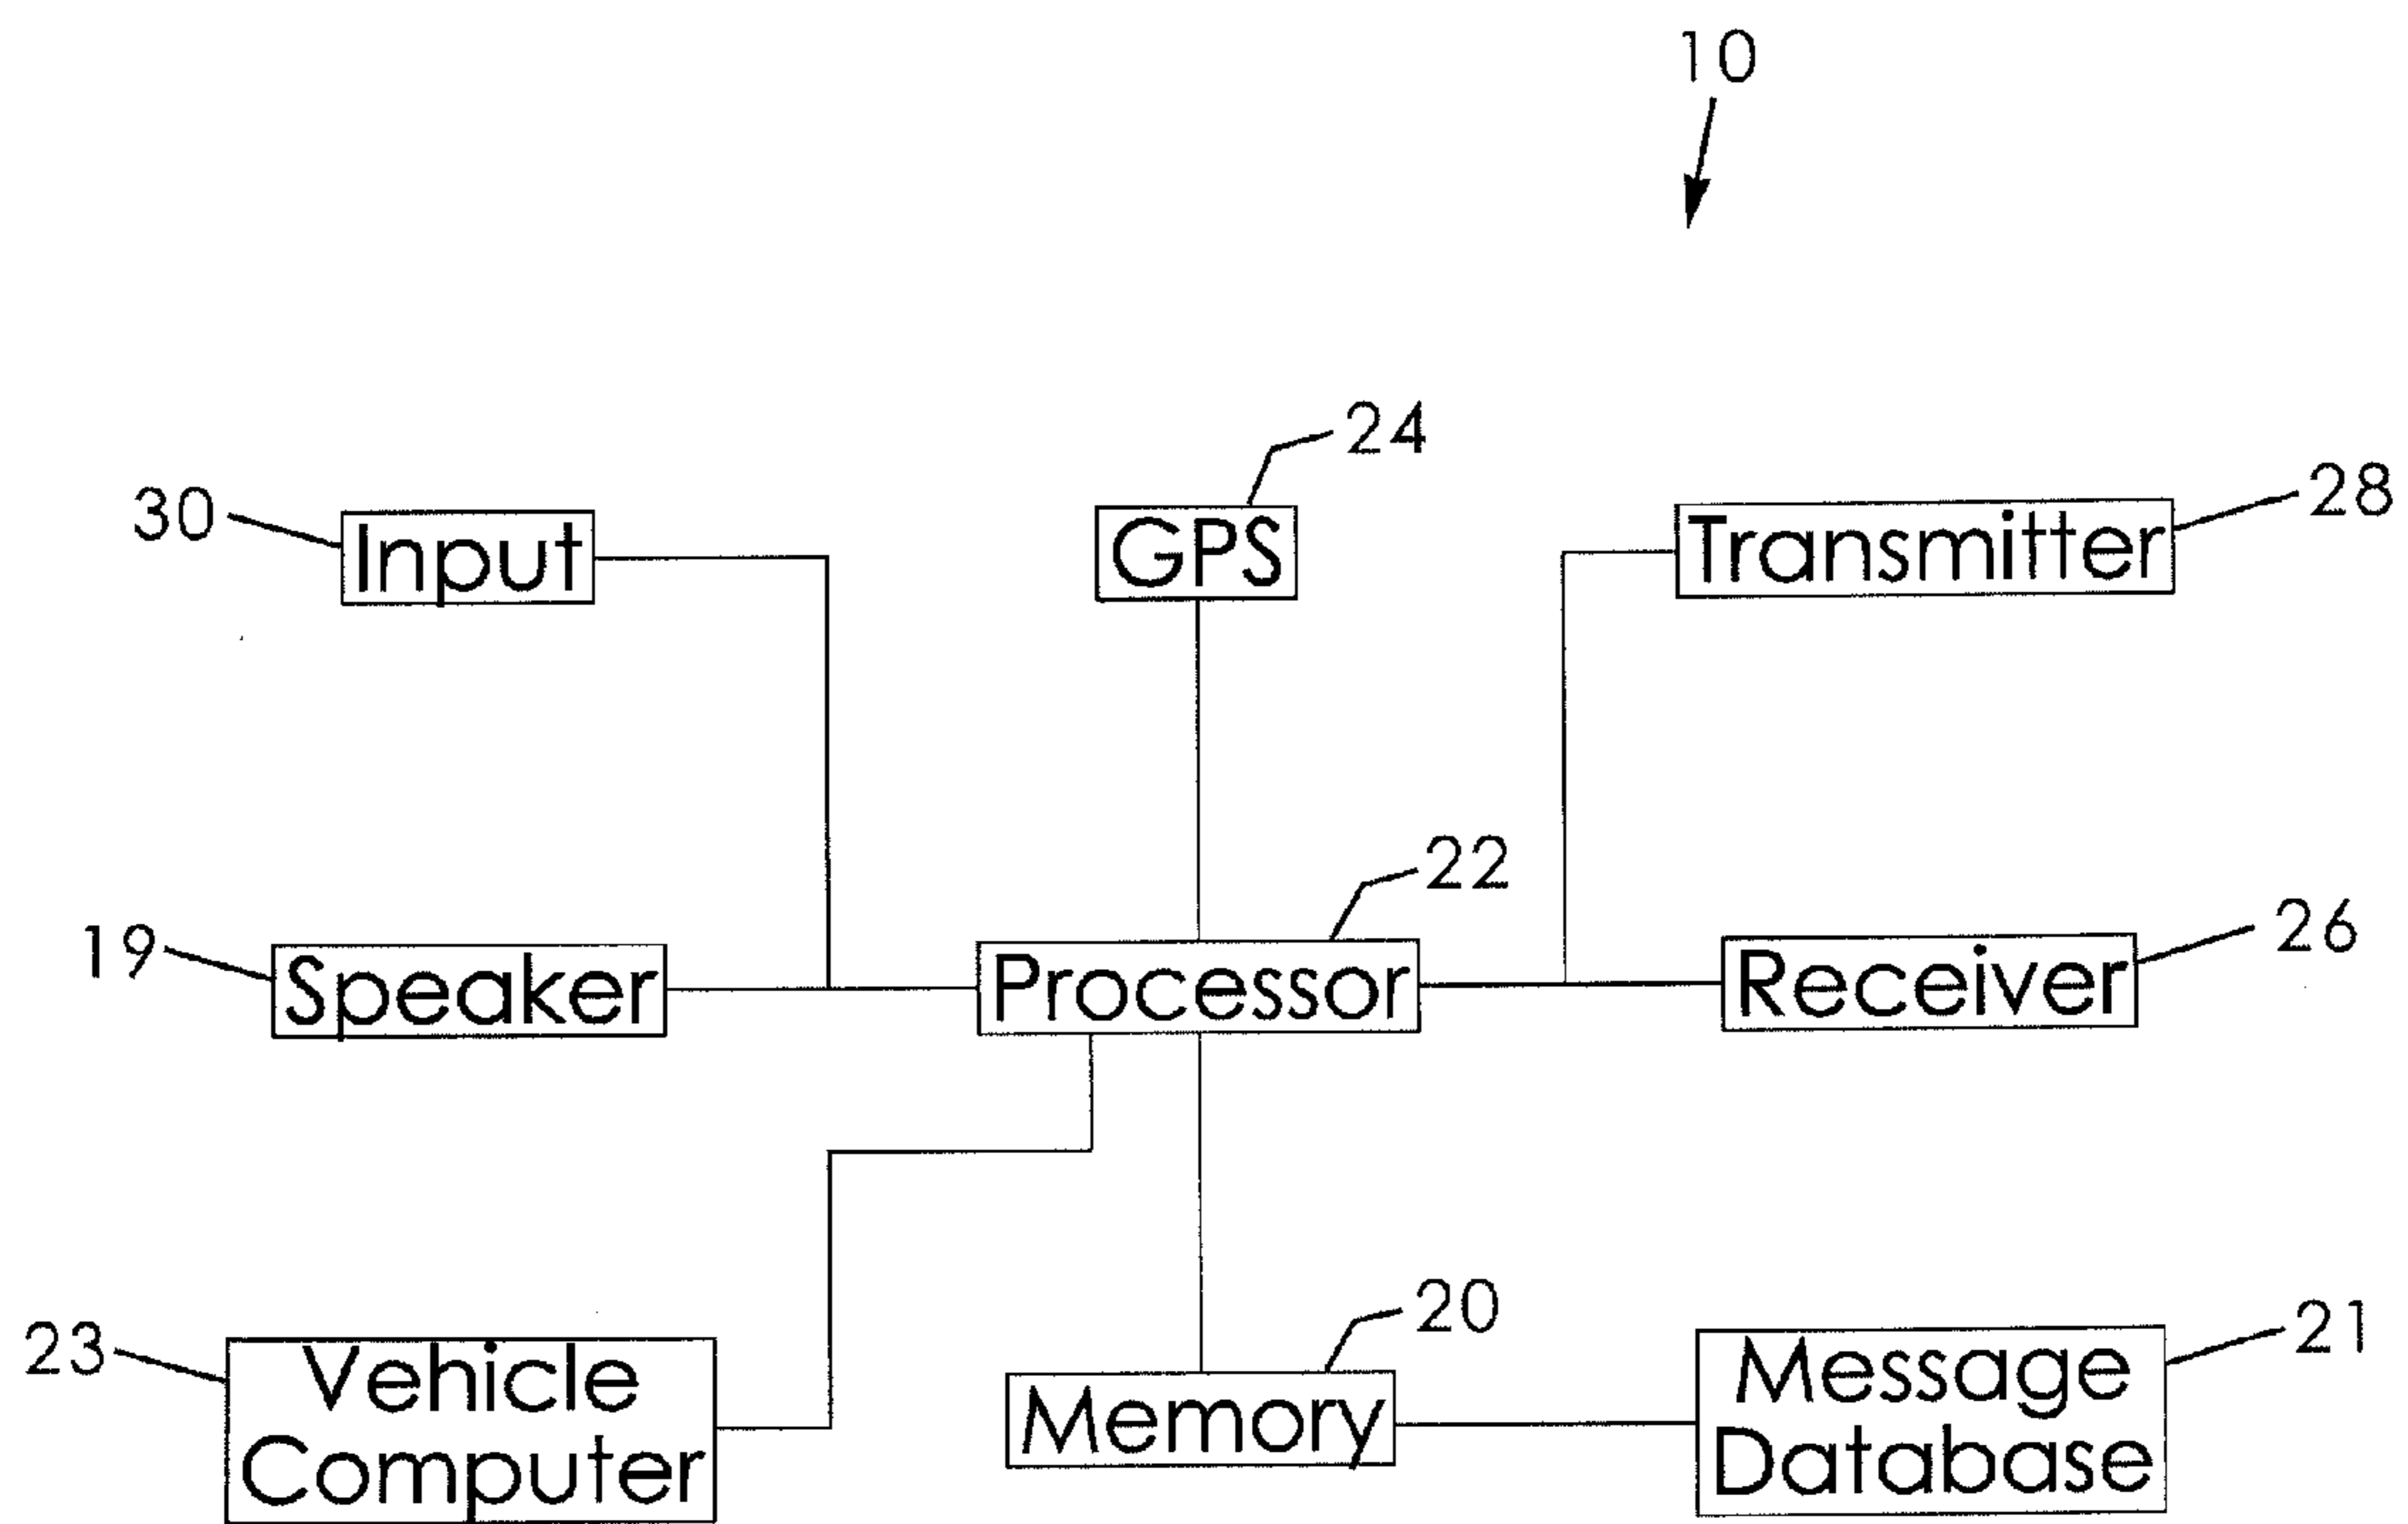 10
24
28
30
Input
GPS
Transmitter
22
26
19
Speaker
Processor
Receiver
20
21
23
Vehicle
Computer
Memory
Message
Database